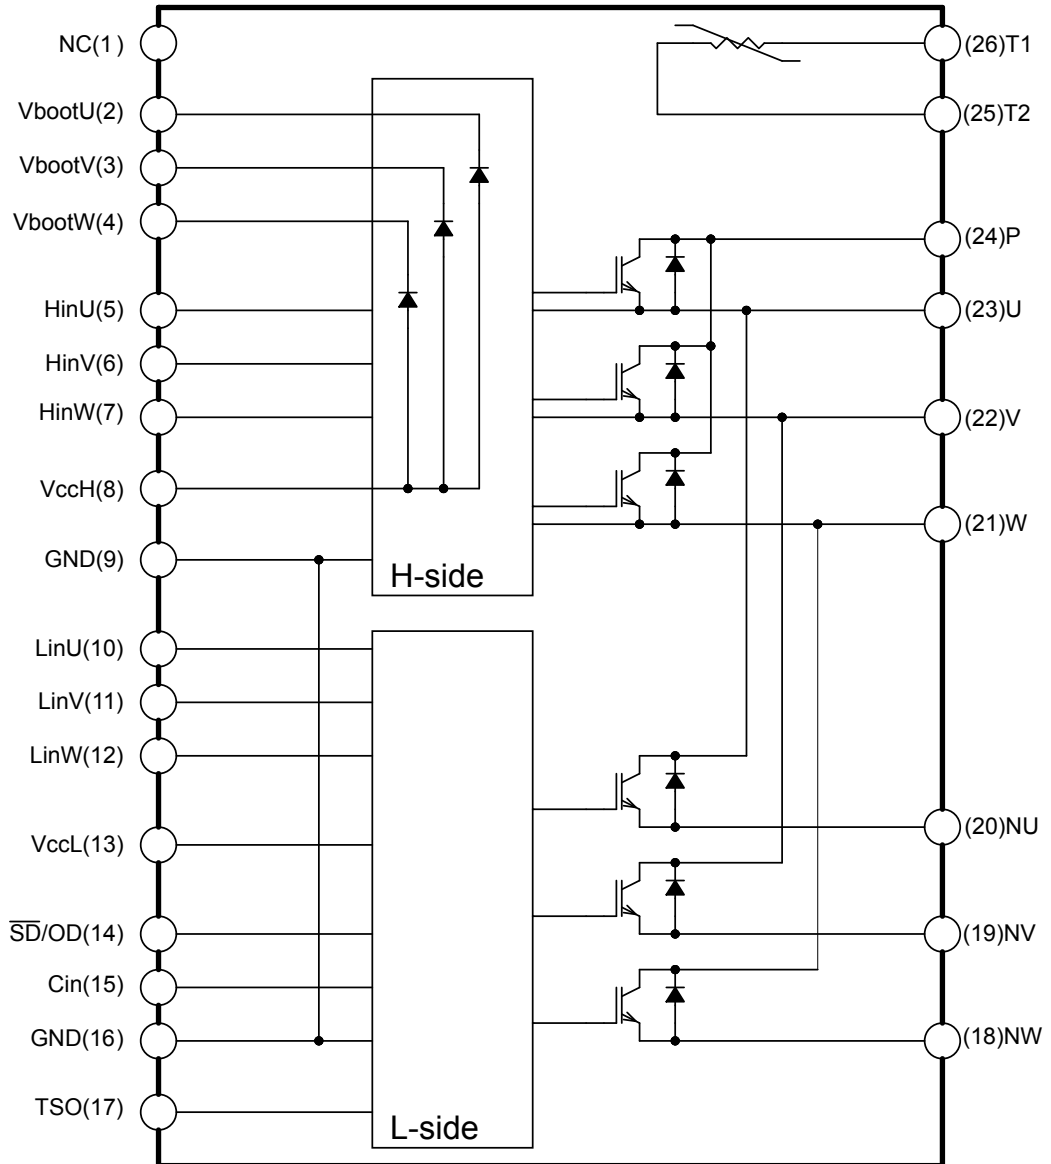 NC(1)
VbootU(2)
VbootV(3)
VbootW(4)
HinU(5)
HinV(6)
HinW(7)
VccH(8)
GND(9)
H-side
LinU(10)
LinV(11)
LinW(12)
VccL(13)
S̅D̅/OD(14)
Cin(15)
GND(16)
TSO(17)
L-side
(26)T1
(25)T2
(24)P
(23)U
(22)V
(21)W
(20)NU
(19)NV
(18)NW